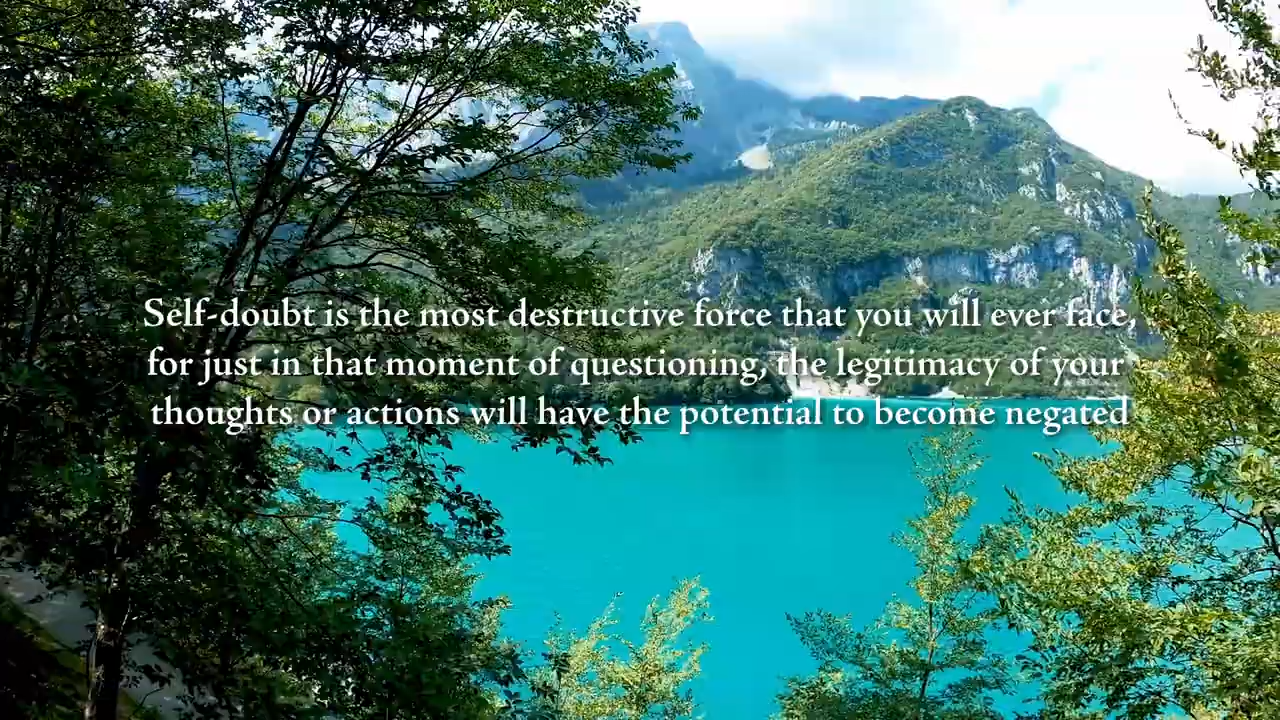 Self-doubt is the most destructive force that you will ever face,
for just in that moment of questioning, the legitimacy of your
thoughts or actions will have the potential to become negated